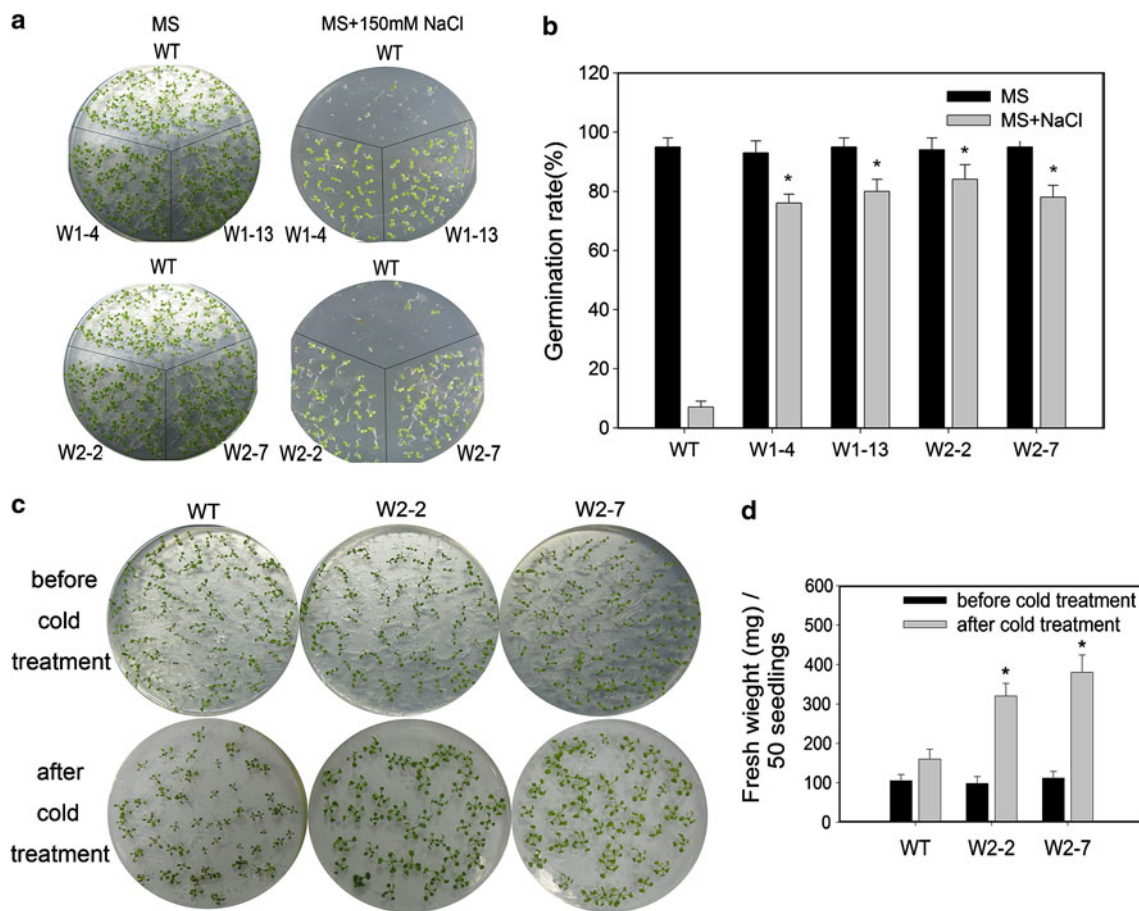 a
MS
MS+150mM NaCl
WT
WT
W1-4
W1-13
W1-4
W1-13
WT
WT
W2-2
W2-7
W2-2
W2-7
b
120
100
80
60
40
20
0
Germination rate(%)
MS
MS+NaCl
*
*
*
*
WT
W1-4
W1-13
W2-2
W2-7
c
WT
W2-2
W2-7
before
cold
treatment
after
cold
treatment
d
600
500
400
300
200
100
0
Fresh wieght (mg) /
50 seedlings
before cold treatment
after cold treatment
*
*
WT
W2-2
W2-7